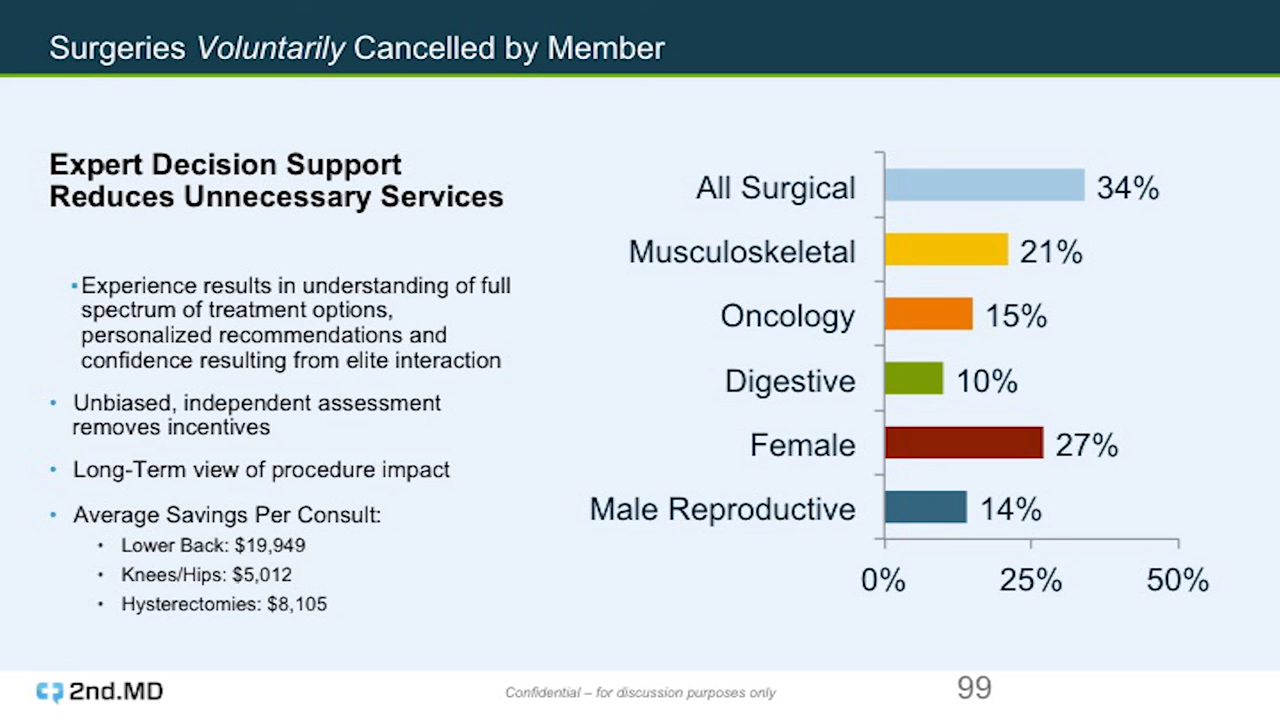 Surgeries Voluntarily Cancelled by Member
Expert Decision Support
Reduces Unnecessary Services
▪Experience results in understanding of full
spectrum of treatment options,
personalized recommendations and
confidence resulting from elite interaction
• Unbiased, independent assessment
removes incentives
• Long-Term view of procedure impact
• Average Savings Per Consult:
• Lower Back: $19,949
• Knees/Hips: $5,012
• Hysterectomies: $8,105
All Surgical 34%
Musculoskeletal 21%
Oncology 15%
Digestive 10%
Female 27%
Male Reproductive 14%
0% 25% 50%
2nd.MD
Confidential – for discussion purposes only
99